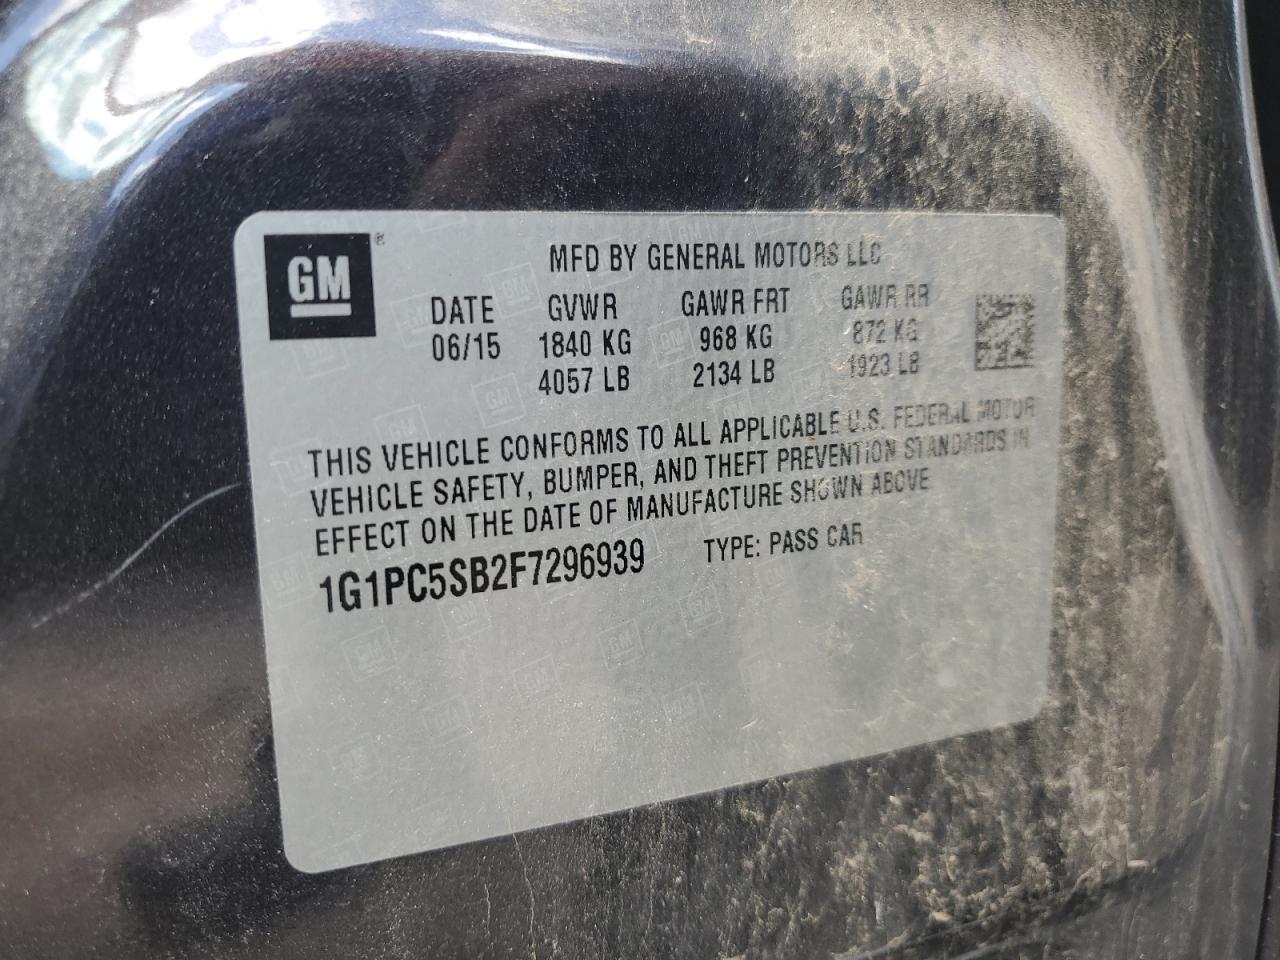 GM ®
MFD BY GENERAL MOTORS LLC
DATE GVWR GAWR FRT GAWR RR
06/15 1840 KG 968 KG 872 KG
4057 LB 2134 LB 1923 LB
THIS VEHICLE CONFORMS TO ALL APPLICABLE U.S. FEDERAL MOTOR
VEHICLE SAFETY, BUMPER, AND THEFT PREVENTION STANDARDS IN
EFFECT ON THE DATE OF MANUFACTURE SHOWN ABOVE
1G1PC5SB2F7296939 TYPE: PASS CAR